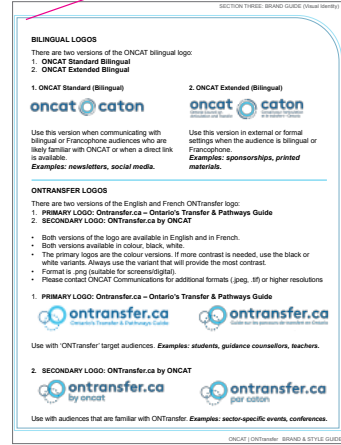 SECTION THREE: BRAND GUIDE (Visual Identity)
BILINGUAL LOGOS
There are two versions of the ONCAT bilingual logo:
1. ONCAT Standard Bilingual
2. ONCAT Extended Bilingual
1. ONCAT Standard (Bilingual)
oncat caton
Use this version when communicating with
bilingual or Francophone audiences who are
likely familiar with ONCAT or when a direct link
is available.
Examples: newsletters, social media.
2. ONCAT Extended (Bilingual)
oncat caton
Use this version in external or formal
settings when the audience is bilingual or
Francophone.
Examples: sponsorships, printed
materials.
ONTRANSFER LOGOS
There are two versions of the English and French ONTransfer logo:
1. PRIMARY LOGO: Ontransfer.ca – Ontario's Transfer & Pathways Guide
2. SECONDARY LOGO: ONTransfer.ca by ONCAT
• Both versions of the logo are available in English and in French.
• Both versions available in colour, black, white.
• The primary logos are the colour versions. If more contrast is needed, use the black or
white variants. Always use the variant that will provide the most contrast.
• Format is .png (suitable for screens/digital).
• Please contact ONCAT Communications for additional formats (.jpeg, .tif) or higher resolutions
1. PRIMARY LOGO: Ontransfer.ca – Ontario's Transfer & Pathways Guide
ontransfer.ca
Ontario's Transfer & Pathways Guide
ontransfer.ca
Guide sur les parcours de transfert en Ontario
Use with 'ONTransfer' target audiences. Examples: students, guidance counsellors, teachers.
2. SECONDARY LOGO: ONTransfer.ca by ONCAT
ontransfer.ca
by oncat
ontransfer.ca
par caton
Use with audiences that are familiar with ONTransfer. Examples: sector-specific events, conferences.
ONCAT | ONTransfer BRAND & STYLE GUIDE